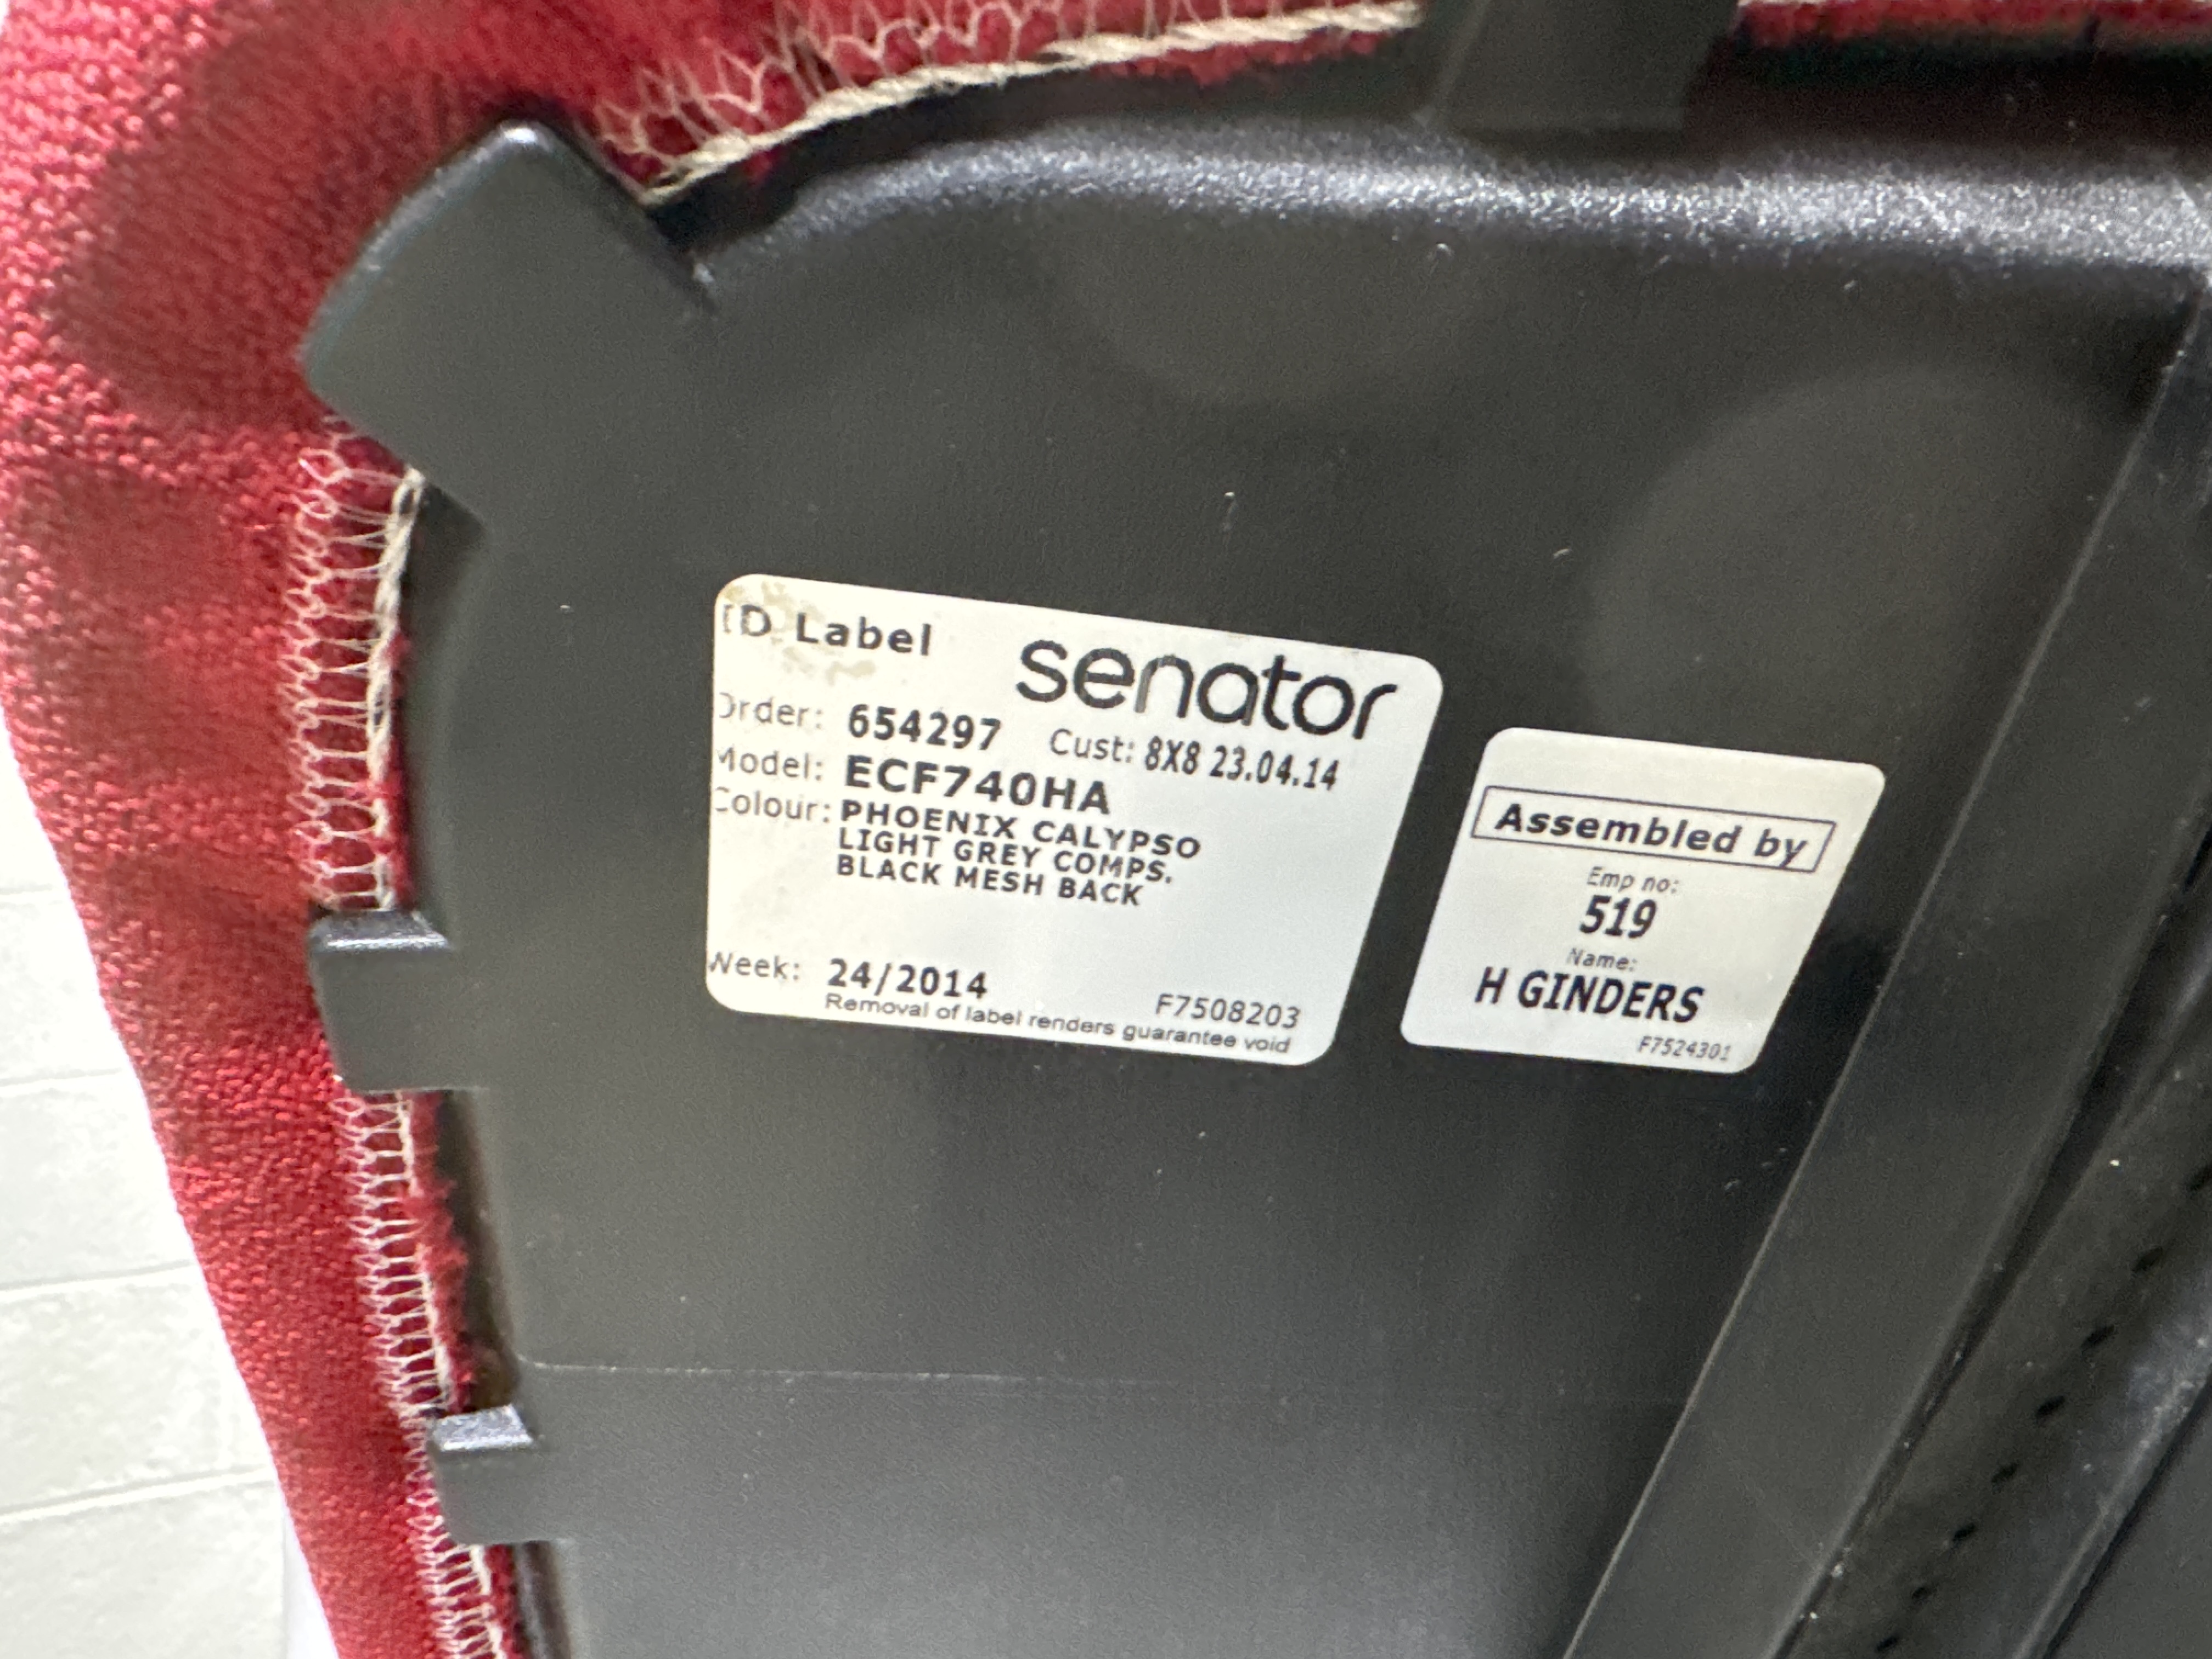 ID Label
senator
Order: 654297 Cust: 8X8 23.04.14
Model: ECF740HA
Colour: PHOENIX CALYPSO
LIGHT GREY COMPS.
BLACK MESH BACK
Week: 24/2014
F7508203
Removal of label renders guarantee void
Assembled by
Emp no:
519
Name:
H GINDERS
F7524301